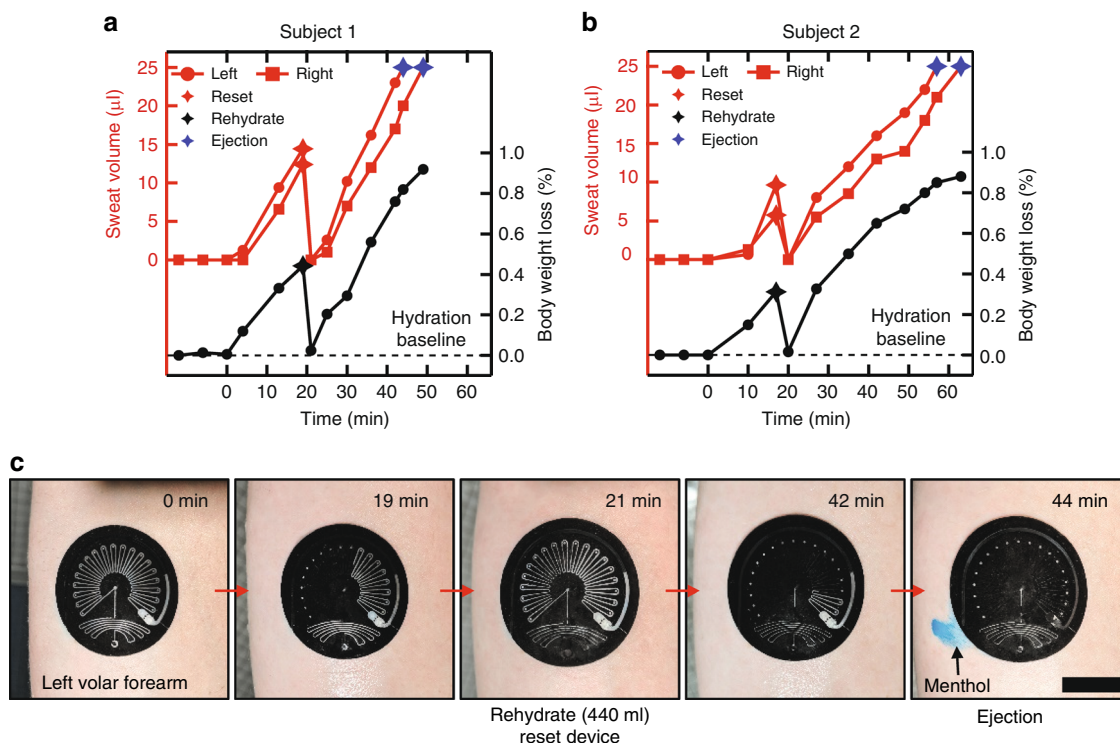 a
Subject 1
Sweat volume (µl)
25
20
15
10
5
0
Left
Right
Reset
Rehydrate
Ejection
1.0
0.8
0.6
0.4
0.2
0.0
Body weight loss (%)
Hydration
baseline
0 10 20 30 40 50 60
Time (min)
b
Subject 2
Sweat volume (µl)
25
20
15
10
5
0
Left
Right
Reset
Rehydrate
Ejection
1.0
0.8
0.6
0.4
0.2
0.0
Body weight loss (%)
Hydration
baseline
0 10 20 30 40 50 60
Time (min)
c
0 min
19 min
21 min
42 min
44 min
Left volar forearm
Menthol
Rehydrate (440 ml)
reset device
Ejection